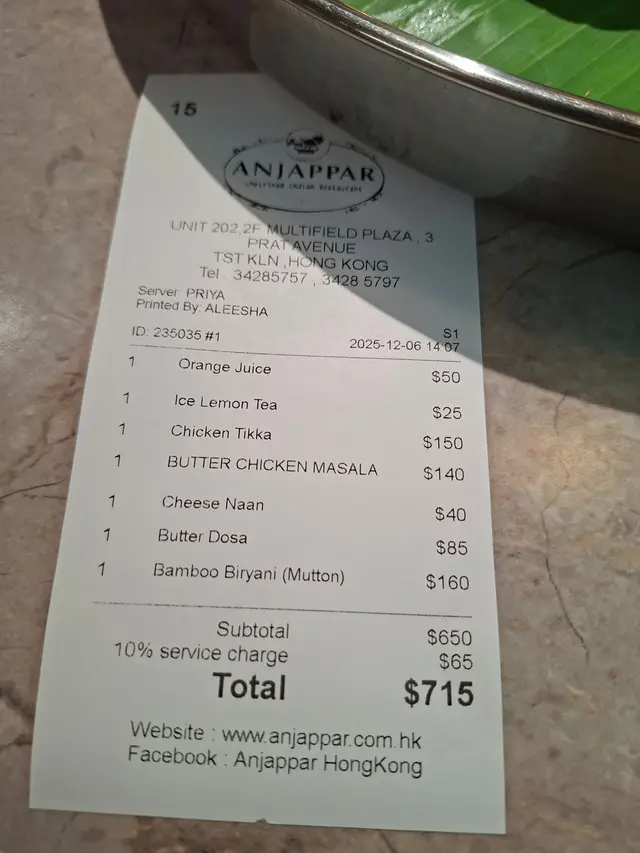 15
ANJAPPAR
Chettinad Indian Restaurant
UNIT 202,2F MULTIFIELD PLAZA , 3
PRAT AVENUE
TST KLN ,HONG KONG
Tel : 34285757 , 3428 5797
Server: PRIYA
Printed By: ALEESHA
S1
ID: 235035 #1 2025-12-06 14:07
1 Orange Juice $50
1 Ice Lemon Tea $25
1 Chicken Tikka $150
1 BUTTER CHICKEN MASALA $140
1 Cheese Naan $40
1 Butter Dosa $85
1 Bamboo Biryani (Mutton) $160
Subtotal $650
10% service charge $65
Total $715
Website : www.anjappar.com.hk
Facebook : Anjappar HongKong